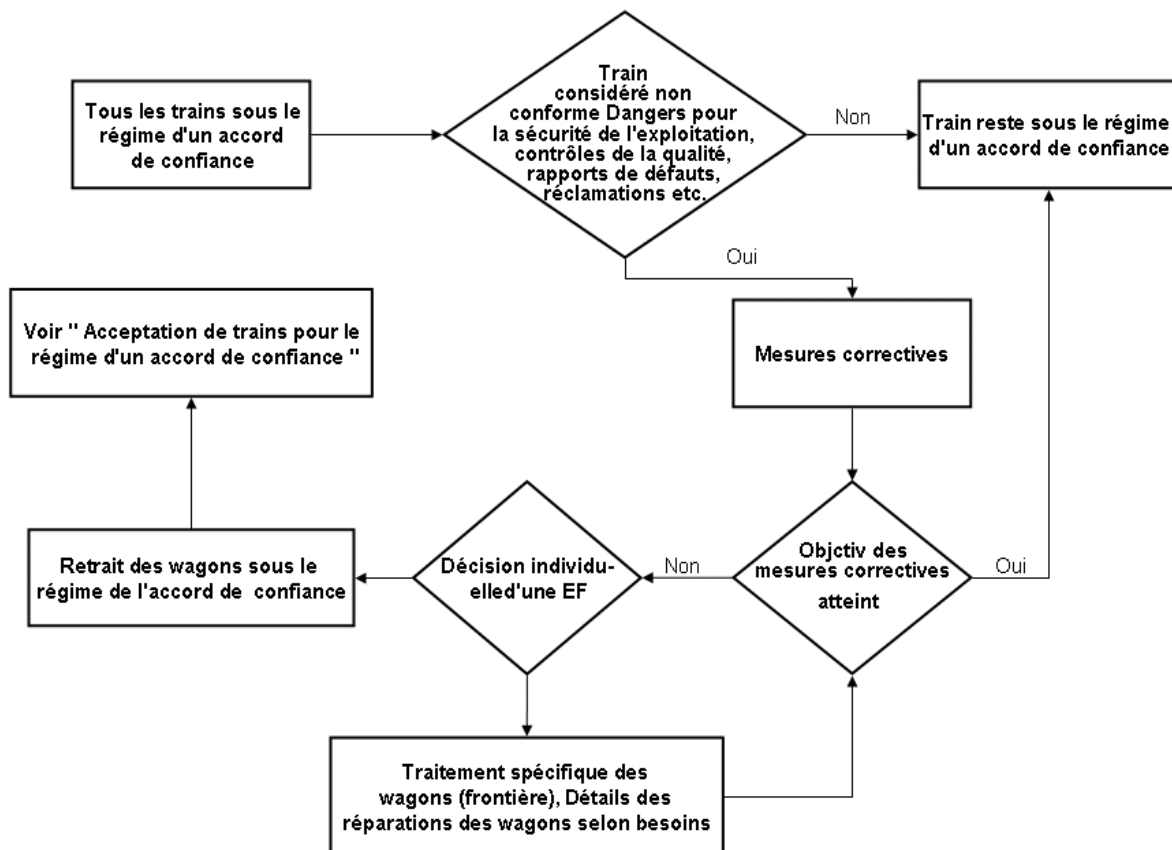 Tous les trains sous le
régime d'un accord
de confiance
Train
considéré non
conforme Dangers pour
la sécurité de l'exploitation,
contrôles de la qualité,
rapports de défauts,
réclamations etc.
Non
Train reste sous le régime
d'un accord de confiance
Oui
Mesures correctives
Voir " Acceptation de trains pour le
régime d'un accord de confiance "
Objctiv des
mesures correctives
atteint
Oui
Non
Décision individu-
elled'une EF
Retrait des wagons sous le
régime de l'accord de confiance
Traitement spécifique des
wagons (frontière), Détails des
réparations des wagons selon besoins